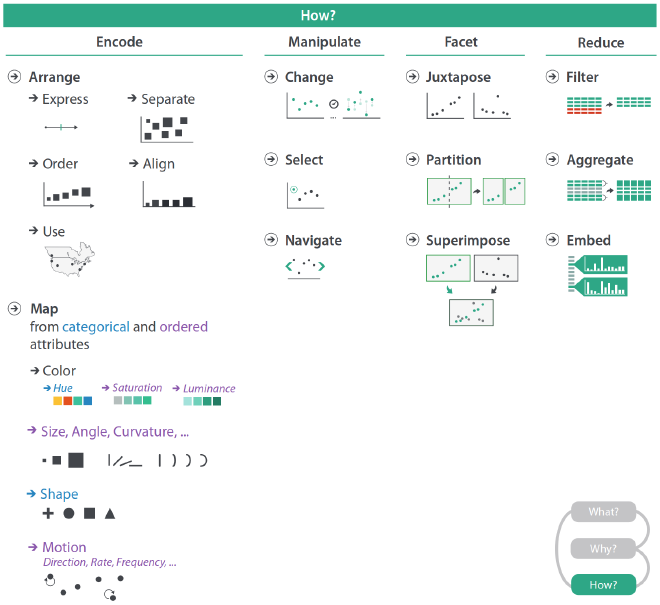 How?
Encode
Manipulate
Facet
Reduce
Arrange
Express
Separate
Order
Align
Use
Map
from categorical and ordered
attributes
Color
Hue
Saturation
Luminance
Size, Angle, Curvature, ...
Shape
Motion
Direction, Rate, Frequency, ...
Change
...
Select
Navigate
Juxtapose
Partition
Superimpose
Filter
Aggregate
Embed
What?
Why?
How?